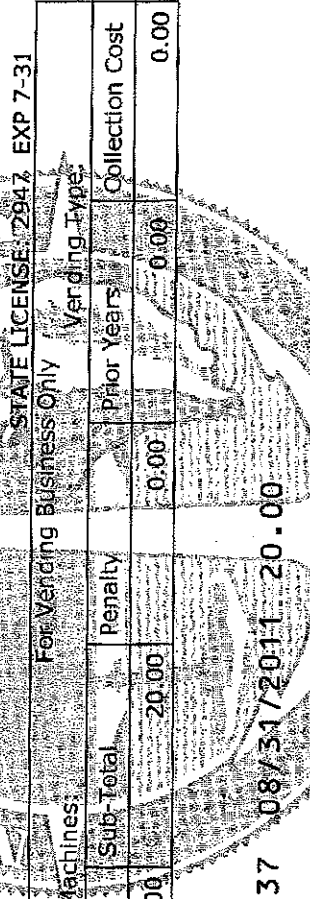 STATE LICENSE: 2947 EXP 7-31
For Vending Business Only Vending Type:
Machines:
Sub-Total Penalty Prior Years Collection Cost
00 20.00 0.00 0.00 0.00
37 08/31/2011 20.00